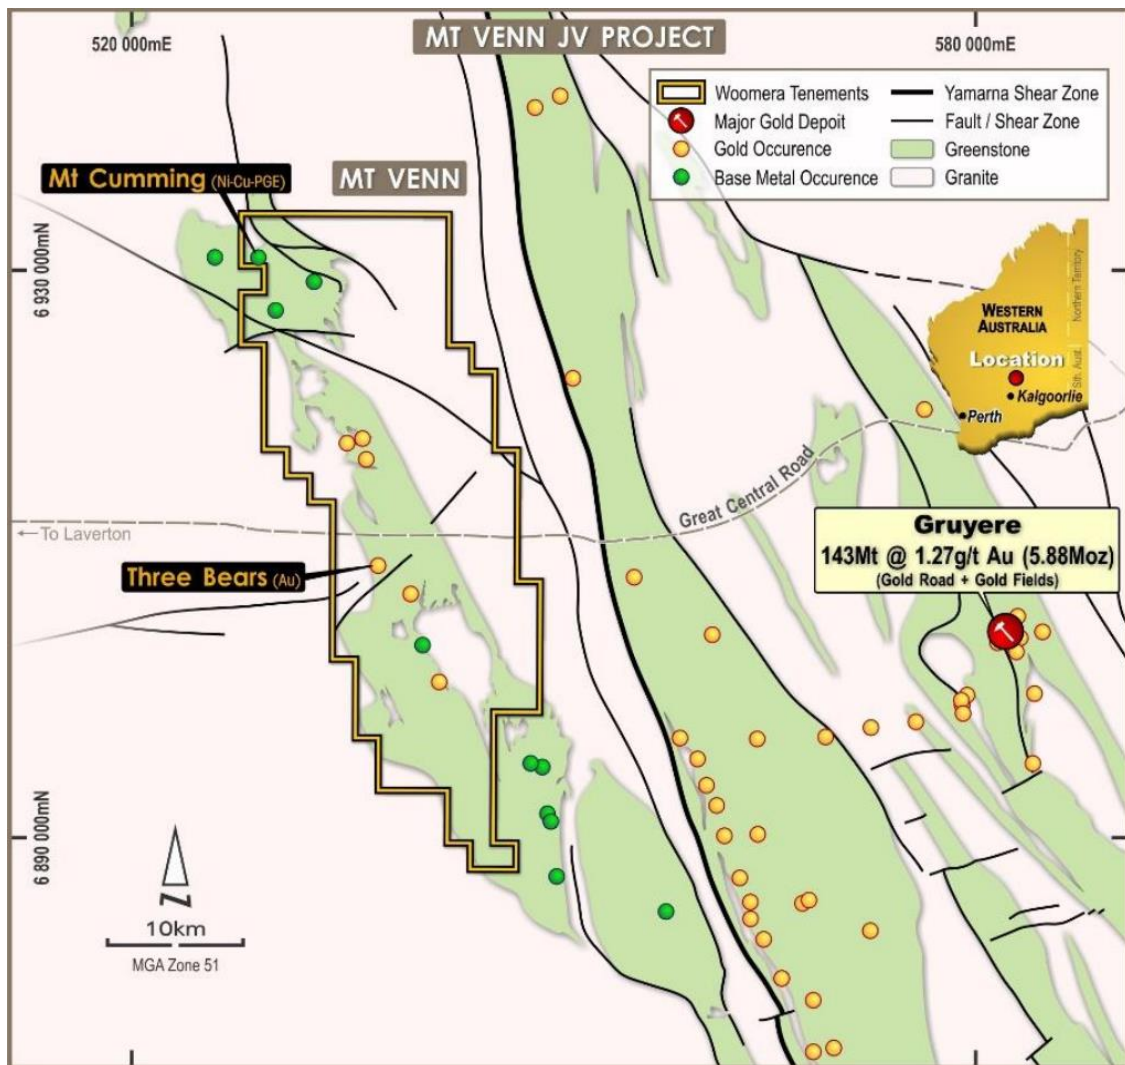 MT VENN JV PROJECT
520 000mE
580 000mE
Woomera Tenements
Major Gold Depoit
Gold Occurence
Base Metal Occurence
Yamarna Shear Zone
Fault / Shear Zone
Greenstone
Granite
Mt Cumming (Ni-Cu-PGE)
MT VENN
6 930 000mN
WESTERN
AUSTRALIA
Location
Kalgoorlie
Perth
Northern Territory
Sth. Aust.
Great Central Road
←To Laverton
Three Bears (Au)
Gruyere
143Mt @ 1.27g/t Au (5.88Moz)
(Gold Road + Gold Fields)
6 890 000mN
N
10km
MGA Zone 51